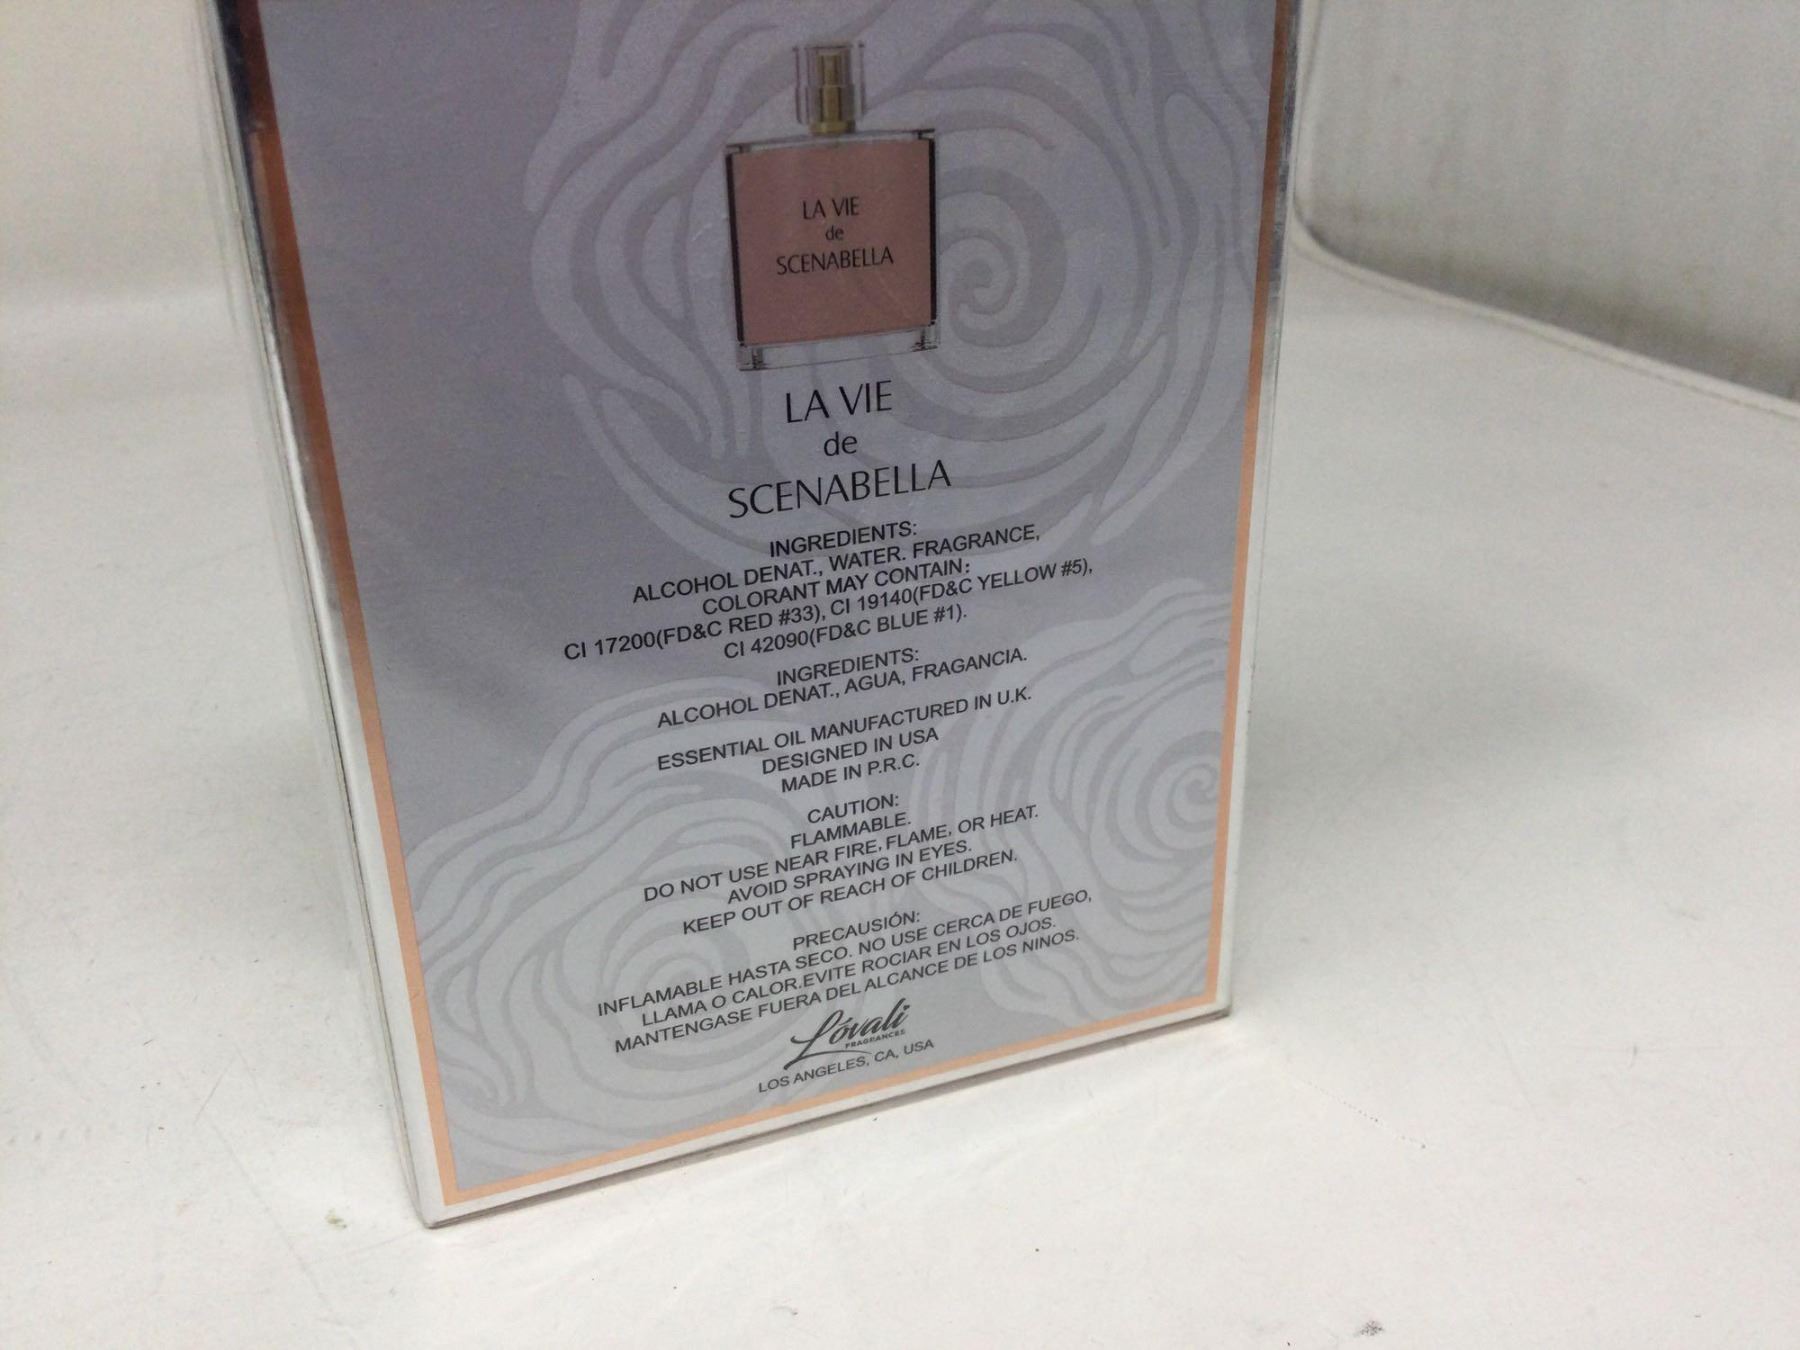 LA VIE
de
SCENABELLA
LA VIE
de
SCENABELLA
INGREDIENTS:
ALCOHOL DENAT., WATER. FRAGRANCE,
COLORANT MAY CONTAIN:
CI 17200(FD&C RED #33), CI 19140(FD&C YELLOW #5),
CI 42090(FD&C BLUE #1).
INGREDIENTS:
ALCOHOL DENAT., AGUA, FRAGANCIA.
ESSENTIAL OIL MANUFACTURED IN U.K.
DESIGNED IN USA
MADE IN P.R.C.
CAUTION:
FLAMMABLE.
DO NOT USE NEAR FIRE, FLAME, OR HEAT.
AVOID SPRAYING IN EYES.
KEEP OUT OF REACH OF CHILDREN.
PRECAUSIÓN:
INFLAMABLE HASTA SECO. NO USE CERCA DE FUEGO,
LLAMA O CALOR.EVITE ROCIAR EN LOS OJOS.
MANTENGASE FUERA DEL ALCANCE DE LOS NINOS.
Lóvali
FRAGRANCES
LOS ANGELES, CA, USA